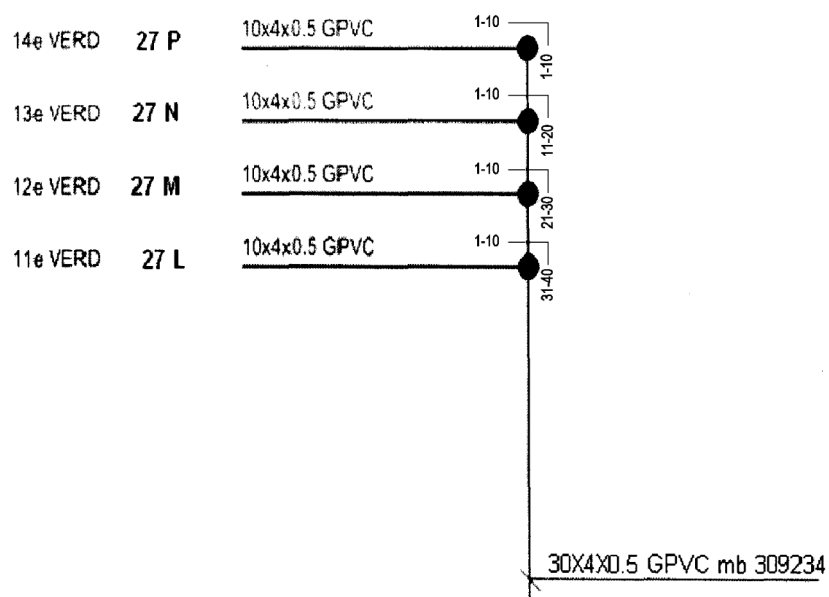 14e VERD 27 P 10x4x0.5 GPVC 1-10
1-10
13e VERD 27 N 10x4x0.5 GPVC 1-10
11-20
12e VERD 27 M 10x4x0.5 GPVC 1-10
21-30
11e VERD 27 L 10x4x0.5 GPVC 1-10
31-40
30X4X0.5 GPVC mb 309234